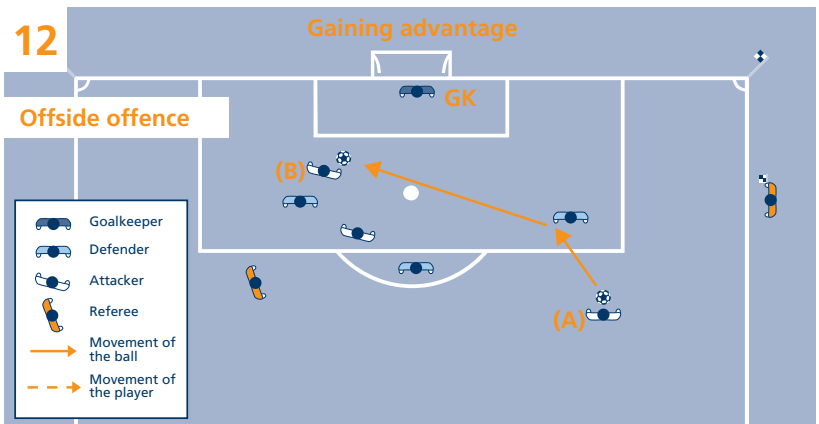 12
Gaining advantage
GK
Offside offence
(B)
Goalkeeper
Defender
Attacker
Referee
(A)
Movement of
the ball
Movement of
the player